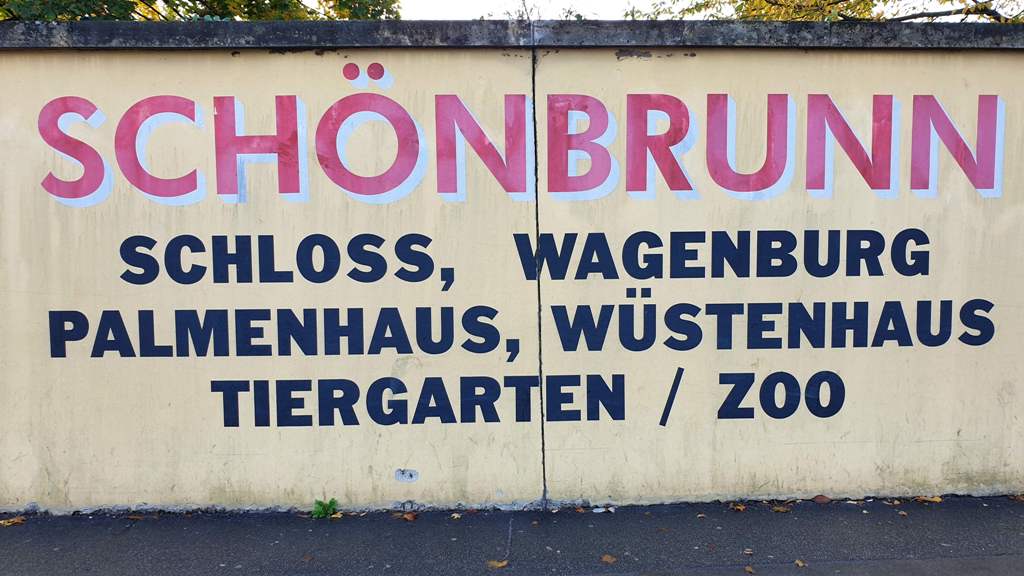 SCHÖNBRUNN
SCHLOSS, WAGENBURG
PALMENHAUS, WÜSTENHAUS
TIERGARTEN / ZOO